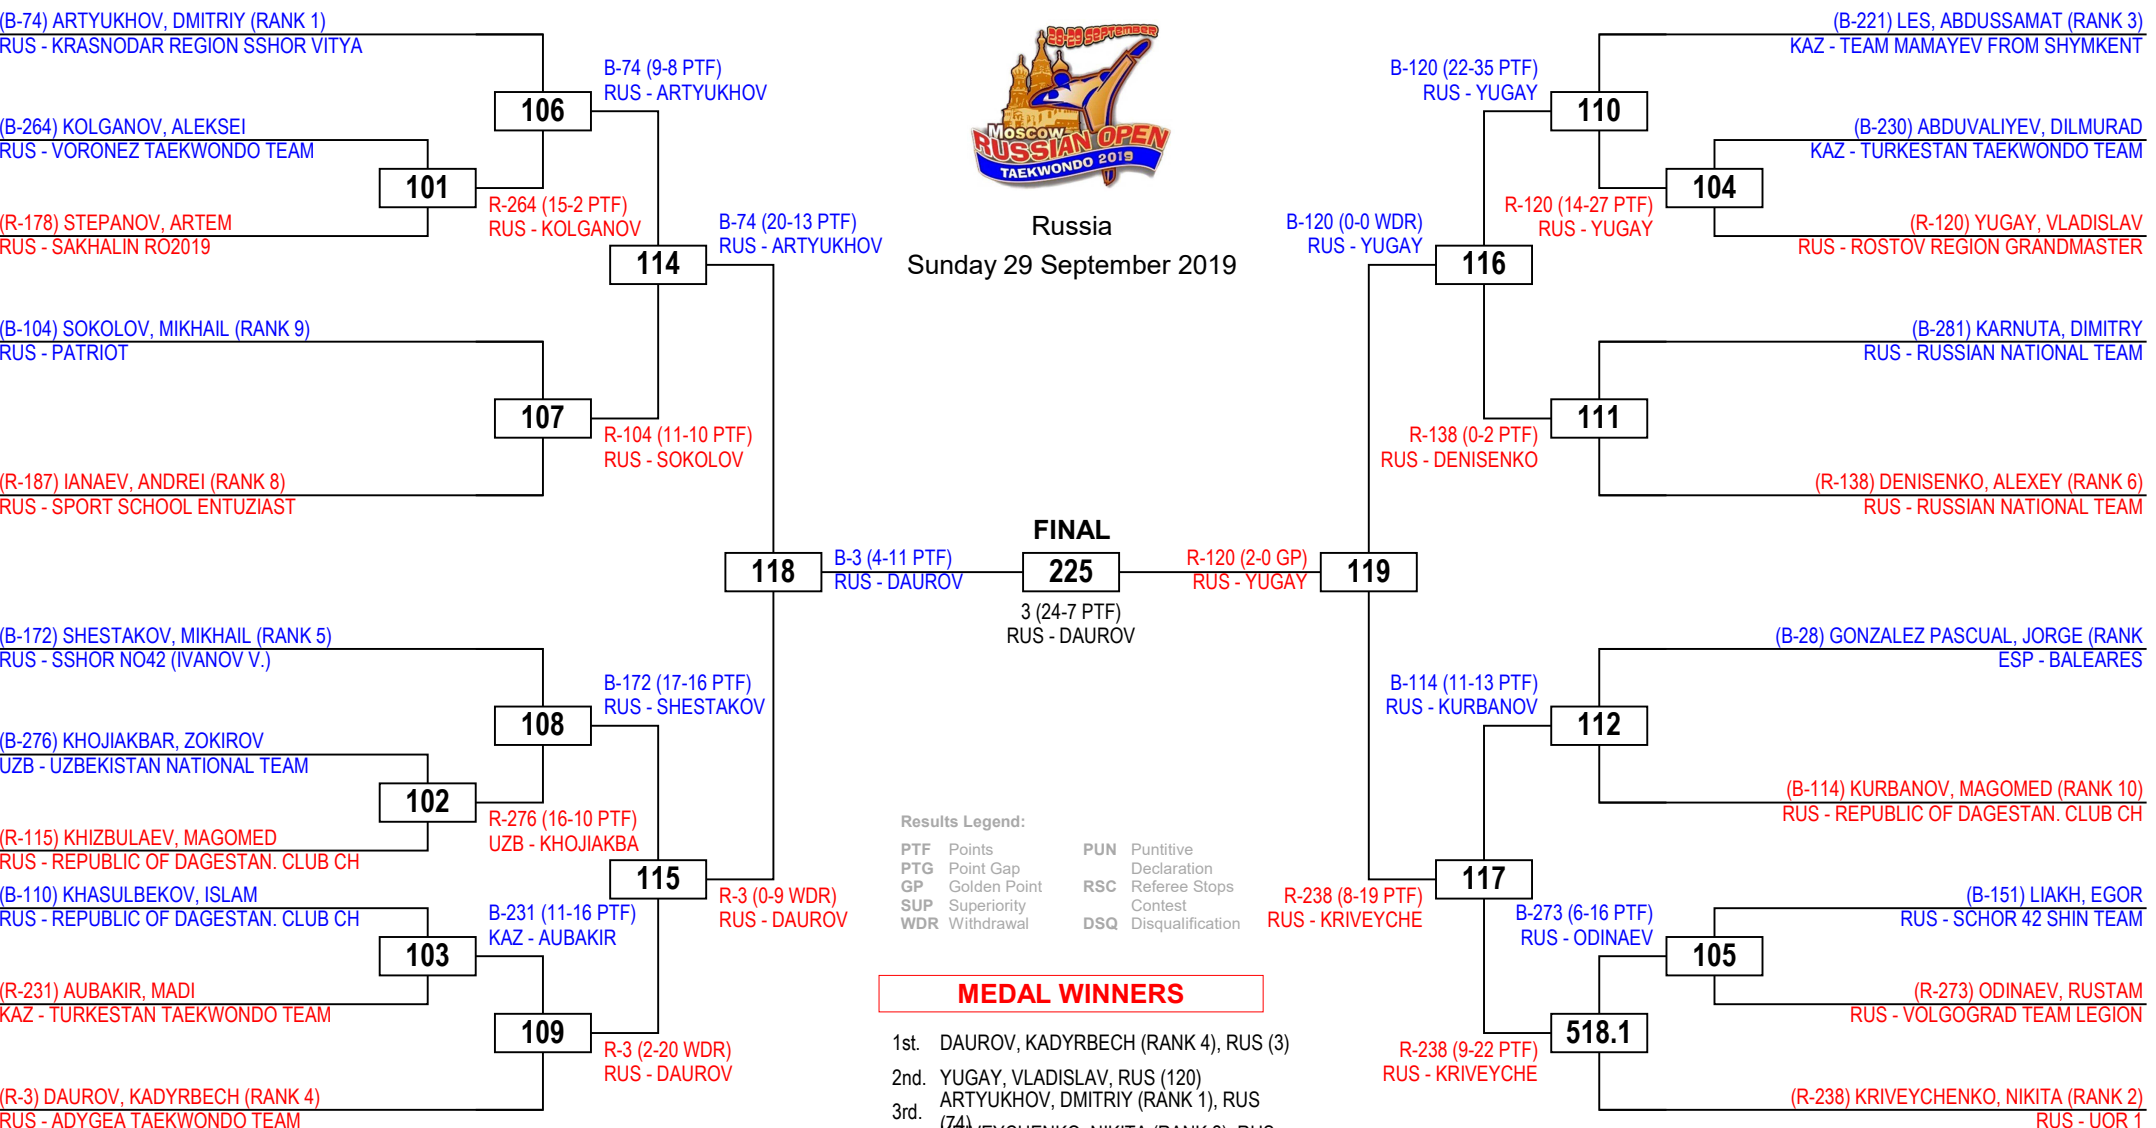 (B-74) ARTYUKHOV, DMITRIY (RANK 1)
RUS - KRASNODAR REGION SSHOR VITYA
(B-264) KOLGANOV, ALEKSEI
RUS - VORONEZ TAEKWONDO TEAM
(R-178) STEPANOV, ARTEM
RUS - SAKHALIN RO2019
(B-104) SOKOLOV, MIKHAIL (RANK 9)
RUS - PATRIOT
(R-187) IANAEV, ANDREI (RANK 8)
RUS - SPORT SCHOOL ENTUZIAST
(B-172) SHESTAKOV, MIKHAIL (RANK 5)
RUS - SSHOR NO42 (IVANOV V.)
(B-276) KHOJIAKBAR, ZOKIROV
UZB - UZBEKISTAN NATIONAL TEAM
(R-115) KHIZBULAEV, MAGOMED
RUS - REPUBLIC OF DAGESTAN. CLUB CH
(B-110) KHASULBEKOV, ISLAM
RUS - REPUBLIC OF DAGESTAN. CLUB CH
(R-231) AUBAKIR, MADI
KAZ - TURKESTAN TAEKWONDO TEAM
(R-3) DAUROV, KADYRBECH (RANK 4)
RUS - ADYGEA TAEKWONDO TEAM
101
R-264 (15-2 PTF)
RUS - KOLGANOV
102
R-276 (16-10 PTF)
UZB - KHOJIAKBA
103
B-231 (11-16 PTF)
KAZ - AUBAKIR
106
B-74 (9-8 PTF)
RUS - ARTYUKHOV
107
R-104 (11-10 PTF)
RUS - SOKOLOV
108
B-172 (17-16 PTF)
RUS - SHESTAKOV
109
R-3 (2-20 WDR)
RUS - DAUROV
114
B-74 (20-13 PTF)
RUS - ARTYUKHOV
115
R-3 (0-9 WDR)
RUS - DAUROV
118
B-3 (4-11 PTF)
RUS - DAUROV
28-29 September
Moscow
RUSSIAN OPEN
TAEKWONDO 2019
Russia
Sunday 29 September 2019
FINAL
225
3 (24-7 PTF)
RUS - DAUROV
Results Legend:
PTF Points
PTG Point Gap
GP Golden Point
SUP Superiority
WDR Withdrawal
PUN Puntitive
Declaration
RSC Referee Stops
Contest
DSQ Disqualification
MEDAL WINNERS
1st. DAUROV, KADYRBECH (RANK 4), RUS (3)
2nd. YUGAY, VLADISLAV, RUS (120)
3rd. ARTYUKHOV, DMITRIY (RANK 1), RUS
(74)
R-120 (2-0 GP)
RUS - YUGAY
119
B-120 (0-0 WDR)
RUS - YUGAY
116
R-238 (8-19 PTF)
RUS - KRIVEYCHE
117
B-120 (22-35 PTF)
RUS - YUGAY
110
R-138 (0-2 PTF)
RUS - DENISENKO
111
B-114 (11-13 PTF)
RUS - KURBANOV
112
R-238 (9-22 PTF)
RUS - KRIVEYCHE
518.1
R-120 (14-27 PTF)
RUS - YUGAY
104
B-273 (6-16 PTF)
RUS - ODINAEV
105
(B-221) LES, ABDUSSAMAT (RANK 3)
KAZ - TEAM MAMAYEV FROM SHYMKENT
(B-230) ABDUVALIYEV, DILMURAD
KAZ - TURKESTAN TAEKWONDO TEAM
(R-120) YUGAY, VLADISLAV
RUS - ROSTOV REGION GRANDMASTER
(B-281) KARNUTA, DIMITRY
RUS - RUSSIAN NATIONAL TEAM
(R-138) DENISENKO, ALEXEY (RANK 6)
RUS - RUSSIAN NATIONAL TEAM
(B-28) GONZALEZ PASCUAL, JORGE (RANK
ESP - BALEARES
(B-114) KURBANOV, MAGOMED (RANK 10)
RUS - REPUBLIC OF DAGESTAN. CLUB CH
(B-151) LIAKH, EGOR
RUS - SCHOR 42 SHIN TEAM
(R-273) ODINAEV, RUSTAM
RUS - VOLGOGRAD TEAM LEGION
(R-238) KRIVEYCHENKO, NIKITA (RANK 2)
RUS - UOR 1